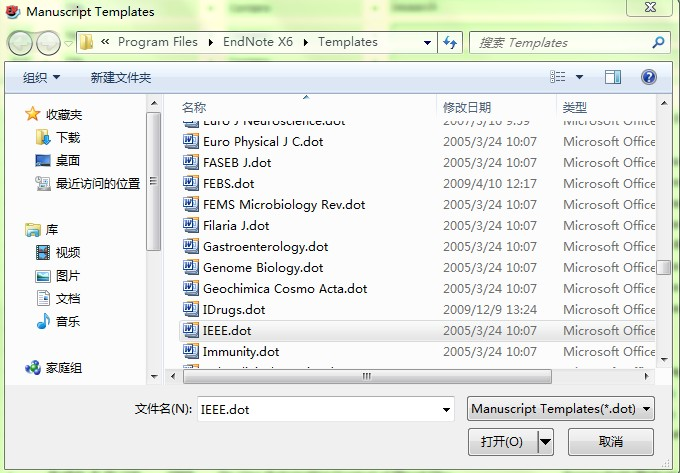 Manuscript Templates
« Program Files EndNote X6 Templates
搜索 Templates
组织 新建文件夹
名称 修改日期 类型
收藏夹
下载
桌面
最近访问的位置
库
视频
图片
文档
音乐
家庭组
Euro J Neuroscience.dot 2007/3/16 9:59
Euro Physical J C.dot 2005/3/24 10:07 Microsoft Office
FASEB J.dot 2005/3/24 10:07 Microsoft Office
FEBS.dot 2009/4/10 12:17 Microsoft Office
FEMS Microbiology Rev.dot 2005/3/24 10:07 Microsoft Office
Filaria J.dot 2005/3/24 10:07 Microsoft Office
Gastroenterology.dot 2005/3/24 10:07 Microsoft Office
Genome Biology.dot 2005/3/24 10:07 Microsoft Office
Geochimica Cosmo Acta.dot 2005/3/24 10:07 Microsoft Office
IDrugs.dot 2009/12/9 13:24 Microsoft Office
IEEE.dot 2005/3/24 10:07 Microsoft Office
Immunity.dot 2005/3/24 10:07 Microsoft Office
文件名(N): IEEE.dot Manuscript Templates(*.dot)
打开(O) 取消